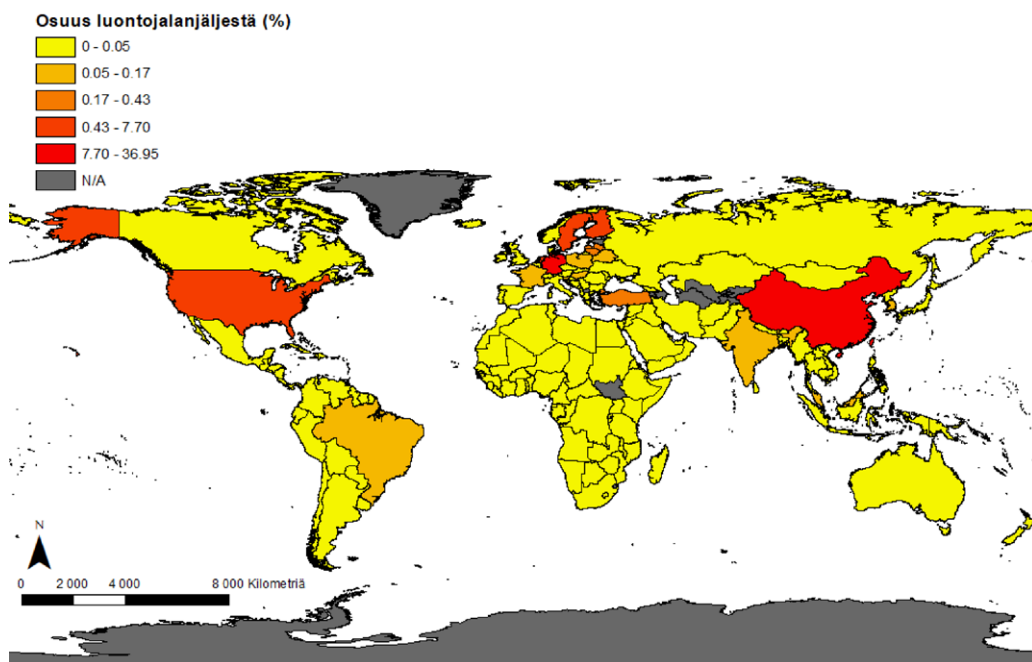 Osuus luontojalanjäljestä (%)
0 - 0.05
0.05 - 0.17
0.17 - 0.43
0.43 - 7.70
7.70 - 36.95
N/A
N
0 2 000 4 000 8 000 Kilometriä